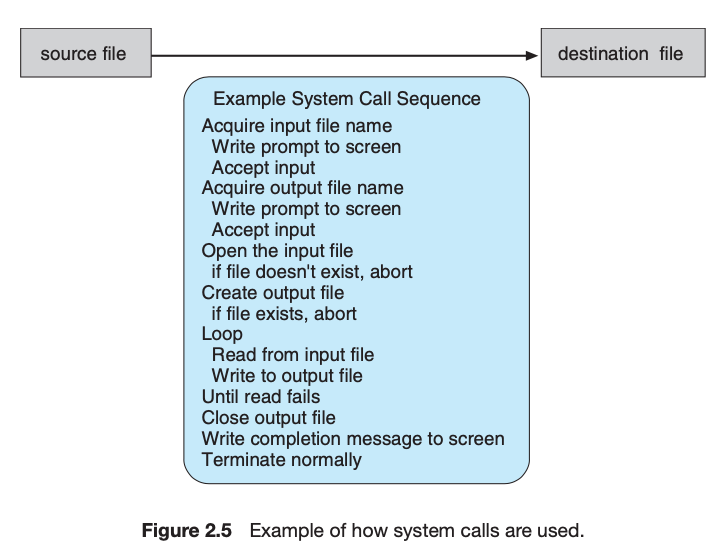 source file
destination file
Example System Call Sequence
Acquire input file name
Write prompt to screen
Accept input
Acquire output file name
Write prompt to screen
Accept input
Open the input file
if file doesn't exist, abort
Create output file
if file exists, abort
Loop
Read from input file
Write to output file
Until read fails
Close output file
Write completion message to screen
Terminate normally
Figure 2.5 Example of how system calls are used.